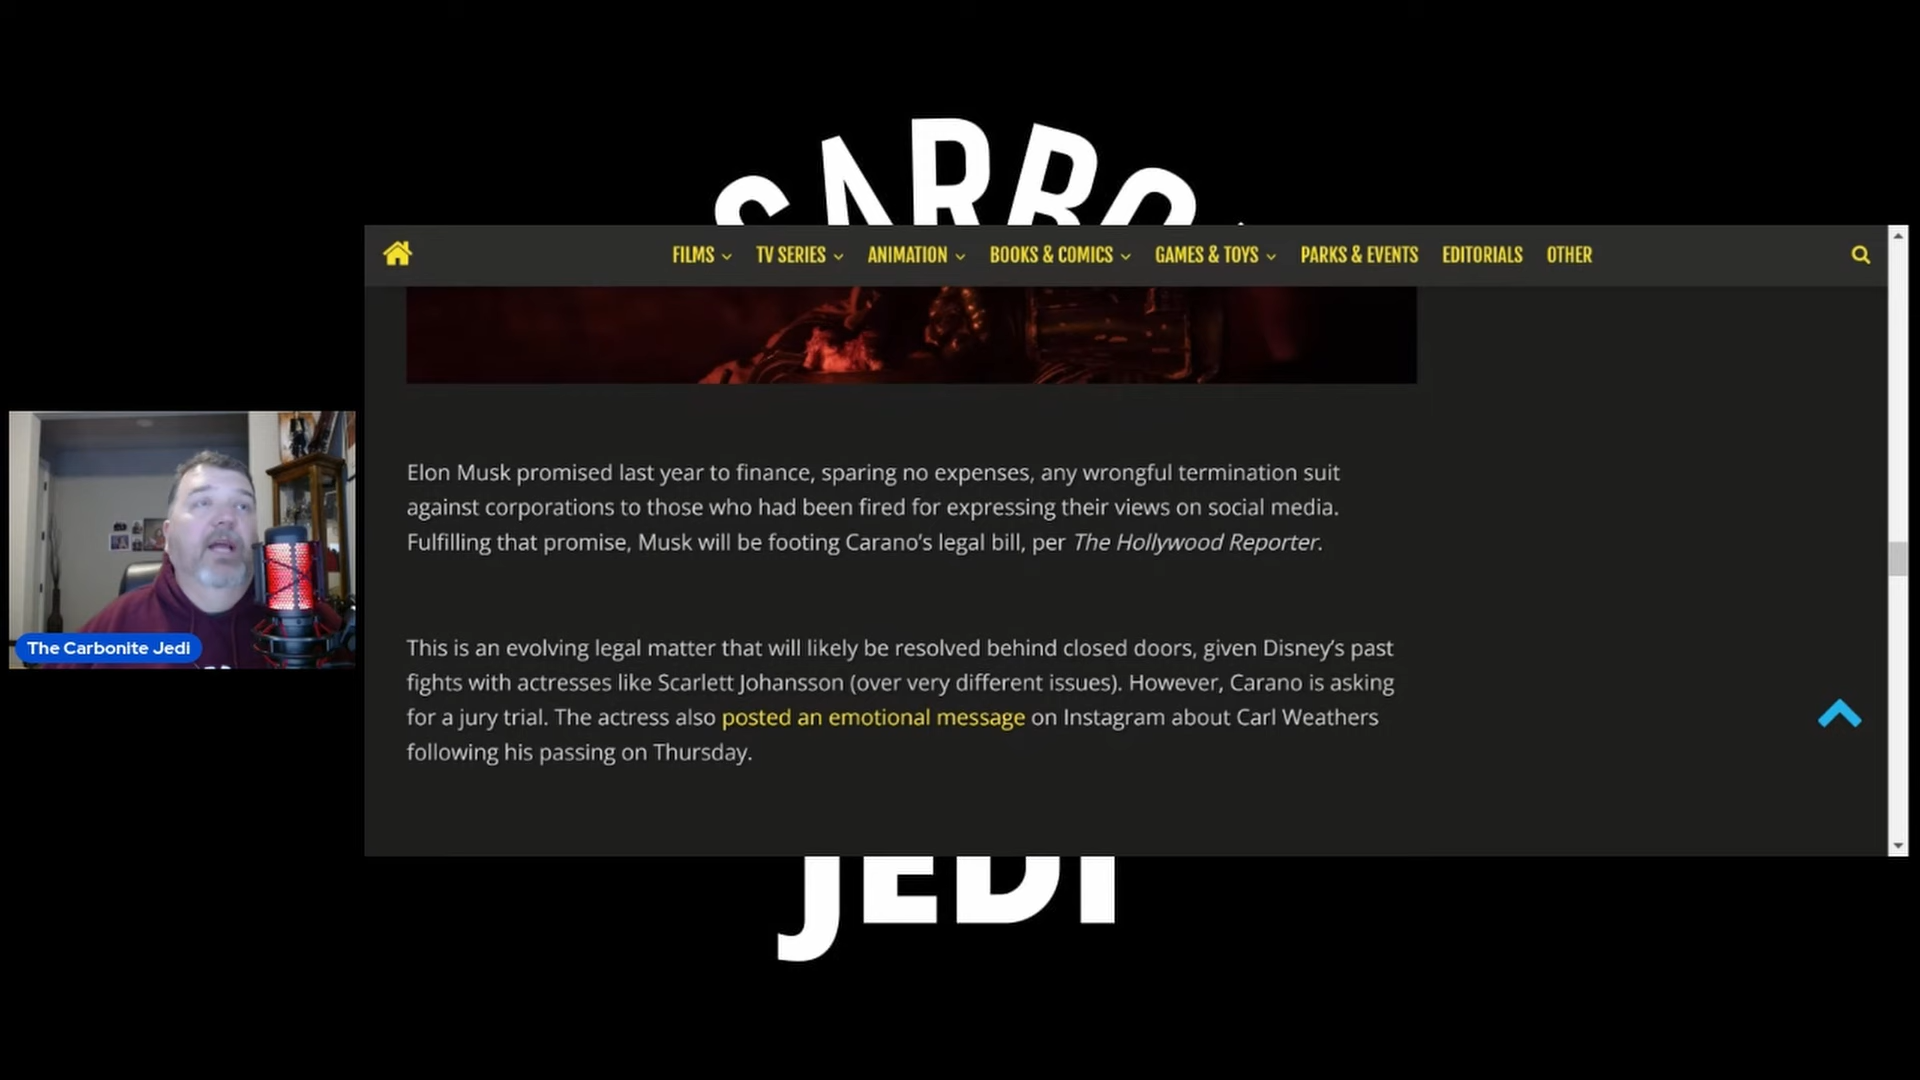 CARBO
FILMS TV SERIES ANIMATION BOOKS & COMICS GAMES & TOYS PARKS & EVENTS EDITORIALS OTHER
Elon Musk promised last year to finance, sparing no expenses, any wrongful termination suit
against corporations to those who had been fired for expressing their views on social media.
Fulfilling that promise, Musk will be footing Carano’s legal bill, per The Hollywood Reporter.
This is an evolving legal matter that will likely be resolved behind closed doors, given Disney’s past
fights with actresses like Scarlett Johansson (over very different issues). However, Carano is asking
for a jury trial. The actress also posted an emotional message on Instagram about Carl Weathers
following his passing on Thursday.
The Carbonite Jedi
JEDI